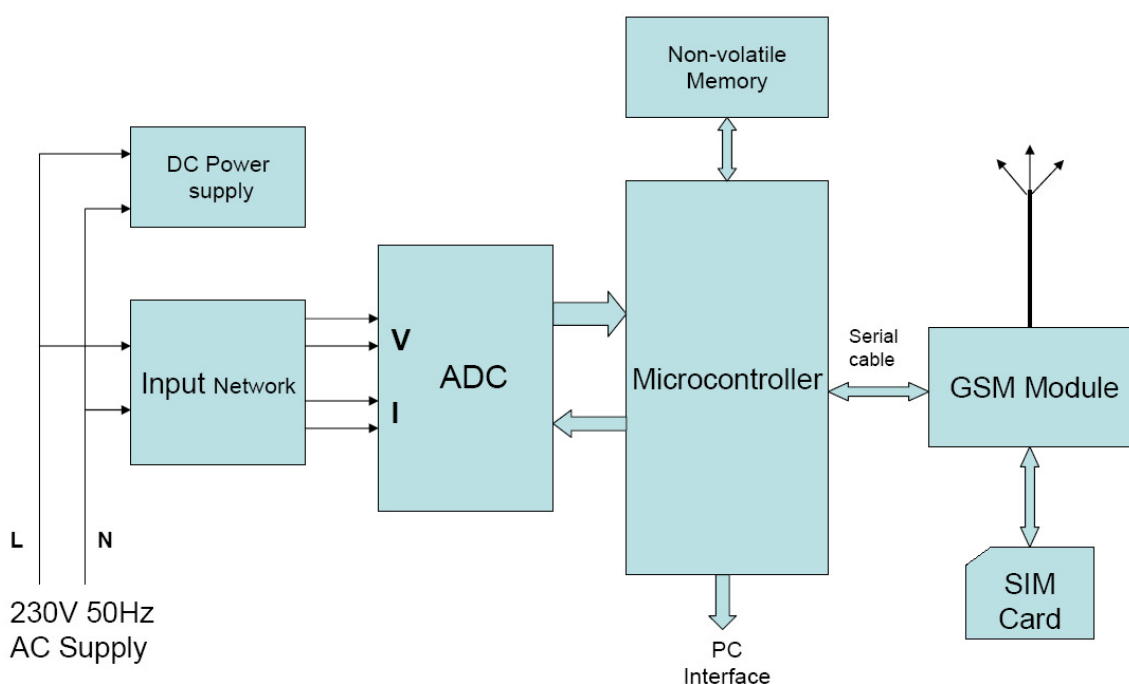 Non-volatile
Memory
DC Power
supply
Input Network
V
I
ADC
Microcontroller
Serial
cable
GSM Module
L
N
230V 50Hz
AC Supply
PC
Interface
SIM
Card